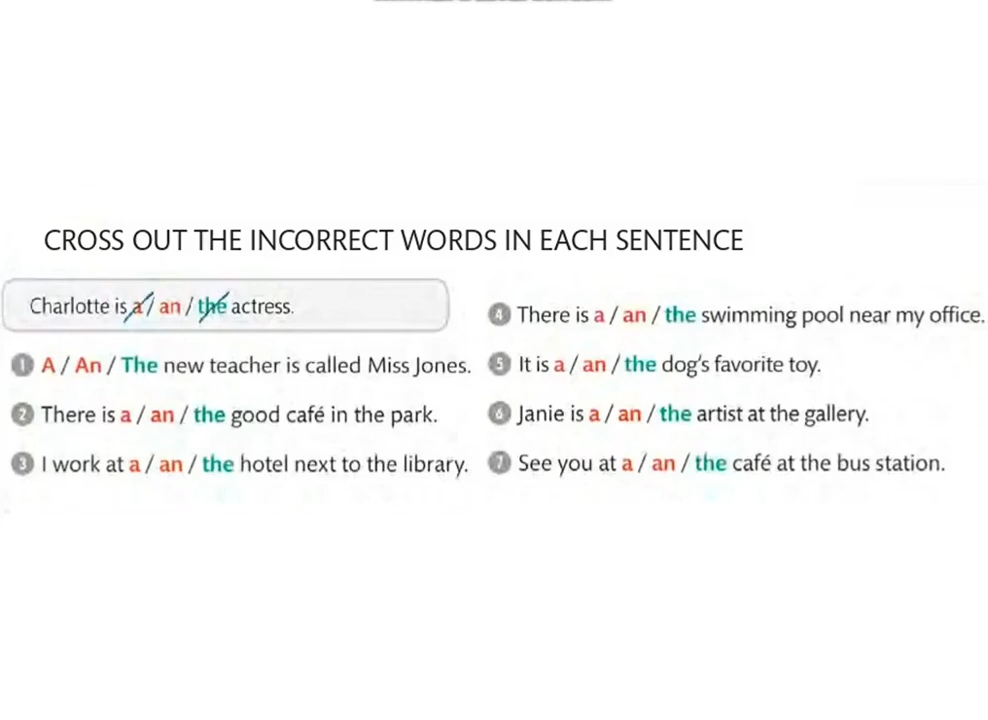 CROSS OUT THE INCORRECT WORDS IN EACH SENTENCE
Charlotte is a / an / the actress.
1 A / An / The new teacher is called Miss Jones.
2 There is a / an / the good café in the park.
3 I work at a / an / the hotel next to the library.
4 There is a / an / the swimming pool near my office.
5 It is a / an / the dog's favorite toy.
6 Janie is a / an / the artist at the gallery.
7 See you at a / an / the café at the bus station.